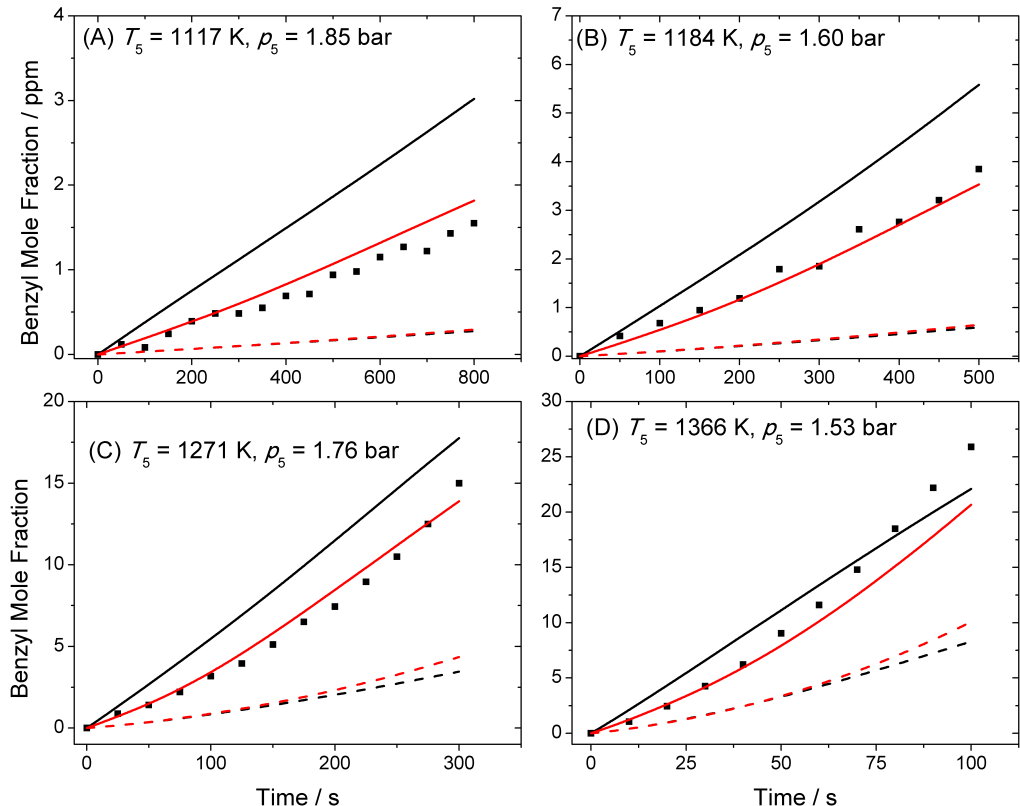 (A) T5 = 1117 K, p5 = 1.85 bar
4
3
2
1
0
0 200 400 600 800
Benzyl Mole Fraction / ppm
(B) T5 = 1184 K, p5 = 1.60 bar
7
6
5
4
3
2
1
0
0 100 200 300 400 500
(C) T5 = 1271 K, p5 = 1.76 bar
20
15
10
5
0
0 100 200 300
Benzyl Mole Fraction
Time / s
(D) T5 = 1366 K, p5 = 1.53 bar
30
25
20
15
10
5
0
0 25 50 75 100
Time / s